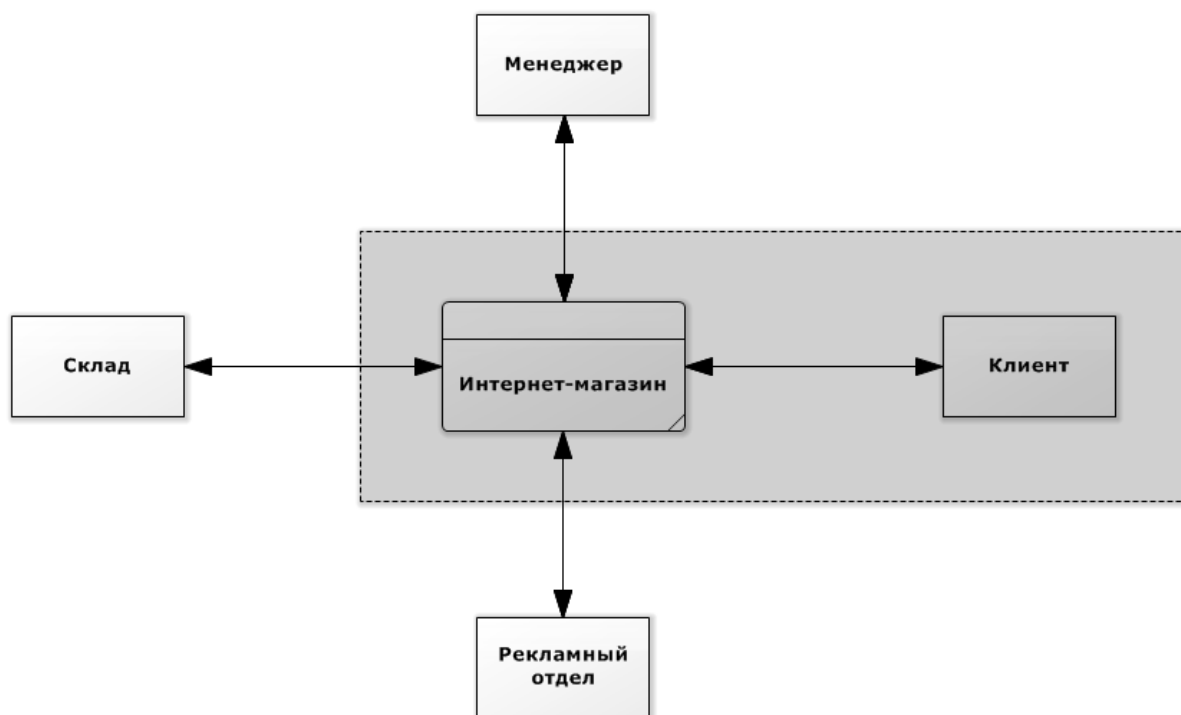 Менеджер
Склад
Интернет-магазин
Клиент
Рекламный
отдел